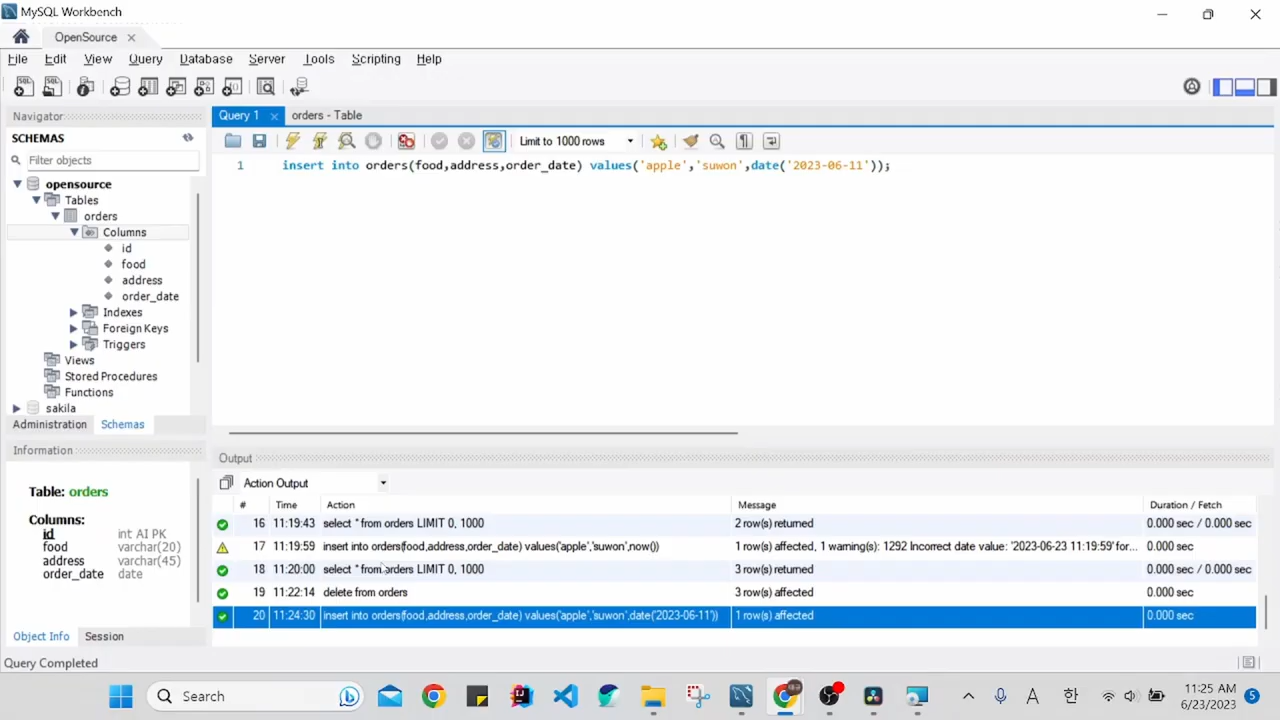 MySQL Workbench
OpenSource
File Edit View Query Database Server Tools Scripting Help
Navigator
SCHEMAS
Filter objects
opensource
Tables
orders
Columns
id
food
address
order_date
Indexes
Foreign Keys
Triggers
Views
Stored Procedures
Functions
sakila
Administration Schemas
Information
Table: orders
Columns:
id int AI PK
food varchar(20)
address varchar(45)
order_date date
Object Info Session
Query 1 orders - Table
Limit to 1000 rows
1 insert into orders(food,address,order_date) values('apple','suwon',date('2023-06-11'));
Output
Action Output
# Time Action Message Duration / Fetch
16 11:19:43 select * from orders LIMIT 0, 1000 2 row(s) returned 0.000 sec / 0.000 sec
17 11:19:59 insert into orders(food,address,order_date) values('apple','suwon',now()) 1 row(s) affected, 1 warning(s): 1292 Incorrect date value: '2023-06-23 11:19:59' for... 0.000 sec
18 11:20:00 select * from orders LIMIT 0, 1000 3 row(s) returned 0.000 sec / 0.000 sec
19 11:22:14 delete from orders 3 row(s) affected 0.000 sec
20 11:24:30 insert into orders(food,address,order_date) values('apple','suwon',date('2023-06-11')) 1 row(s) affected 0.000 sec
Query Completed
Search
A 한
11:25 AM
6/23/2023
5